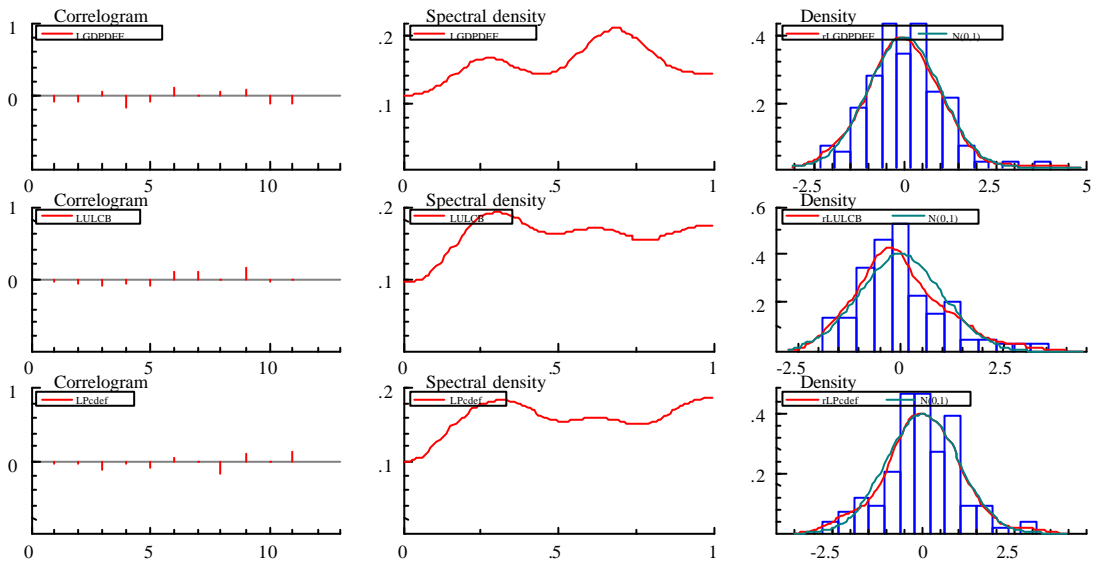 Correlogram Spectral density Density
1 LGDPDEF .2 LGDPDEF .4 rLGDPDEF N(0,1)
0 .1 .2
0 5 10 0 .5 1 -2.5 0 2.5 5
Correlogram Spectral density Density
1 LULCB .2 LULCB .6 rLULCB N(0,1)
.4
0 .1 .2
0 5 10 0 .5 1 -2.5 0 2.5
Correlogram Spectral density Density
1 LPcdef .2 LPcdef rLPcdef N(0,1)
.4
0 .1 .2
0 5 10 0 .5 1 -2.5 0 2.5